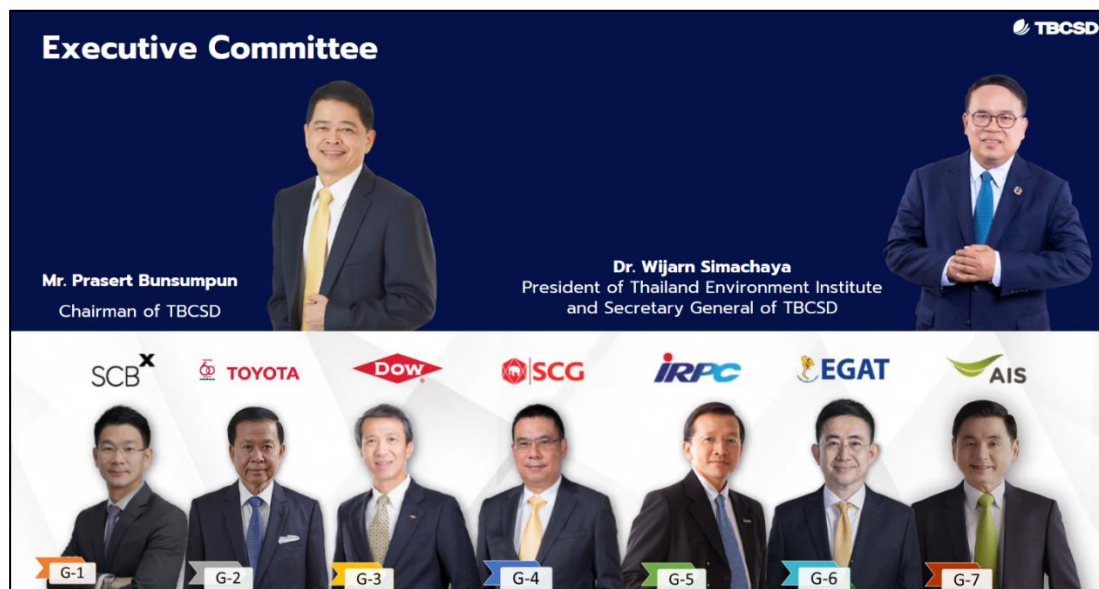 Executive Committee
TBCSD
Mr. Prasert Bunsumpun
Chairman of TBCSD
Dr. Wijarn Simachaya
President of Thailand Environment Institute
and Secretary General of TBCSD
SCB X
60 TOYOTA
DOW
SCG
IRPC
EGAT
AIS
G-1
G-2
G-3
G-4
G-5
G-6
G-7